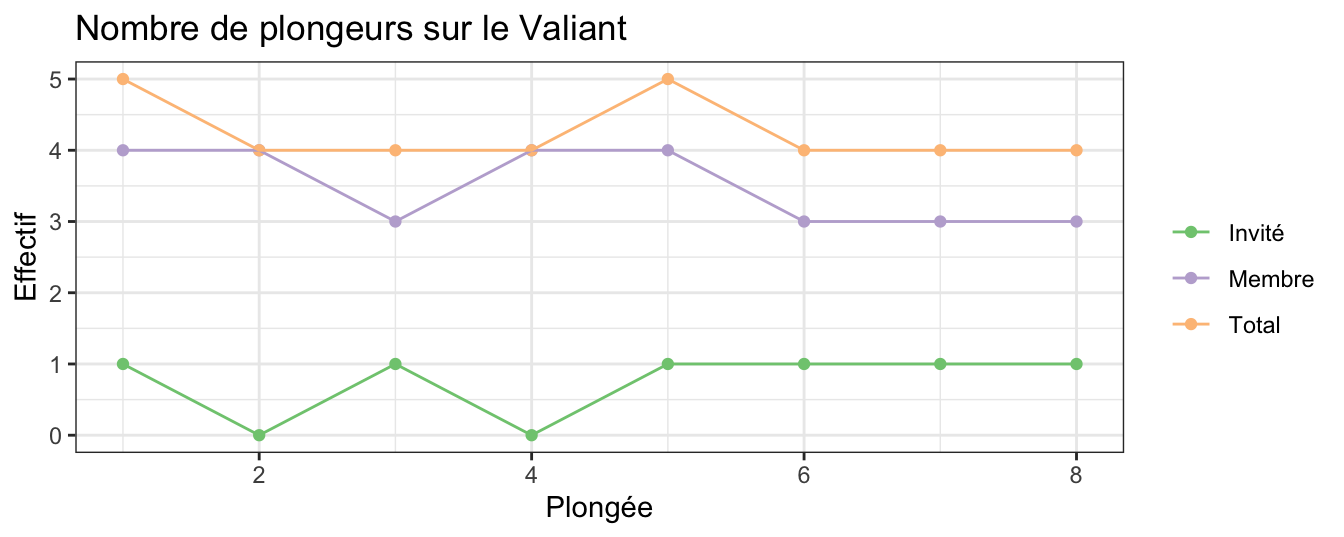 Nombre de plongeurs sur le Valiant
Effectif
5
4
3
2
1
0
2 4 6 8
Plongée
Invité
Membre
Total